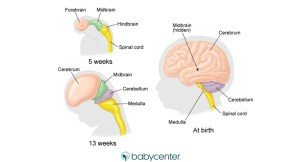 Forebrain
Midbrain
Hindbrain
Spinal cord
5 weeks
Cerebrum
Midbrain
Cerebellum
Medulla
13 weeks
Midbrain
(hidden)
Cerebrum
Medulla
Cerebellum
Spinal cord
At birth
babycenter